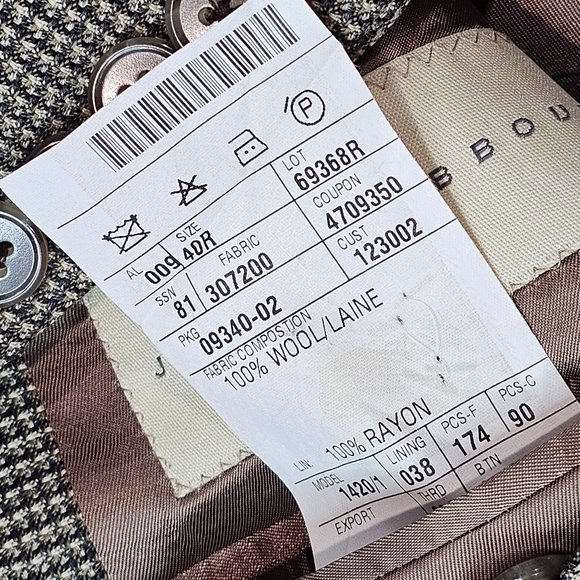 P
LOT
69368R
SIZE
40R
AL
009
COUPON
4709350
FABRIC
307200
SSN
81
CUST
123002
PKG
09340-02
FABRIC COMPOSTION
100% WOOL/LAINE
LIN: 100% RAYON
MODEL
1420/1
LINING
038
PCS-F
174
PCS-C
90
EXPORT
THRD
BTN
J
BBOU